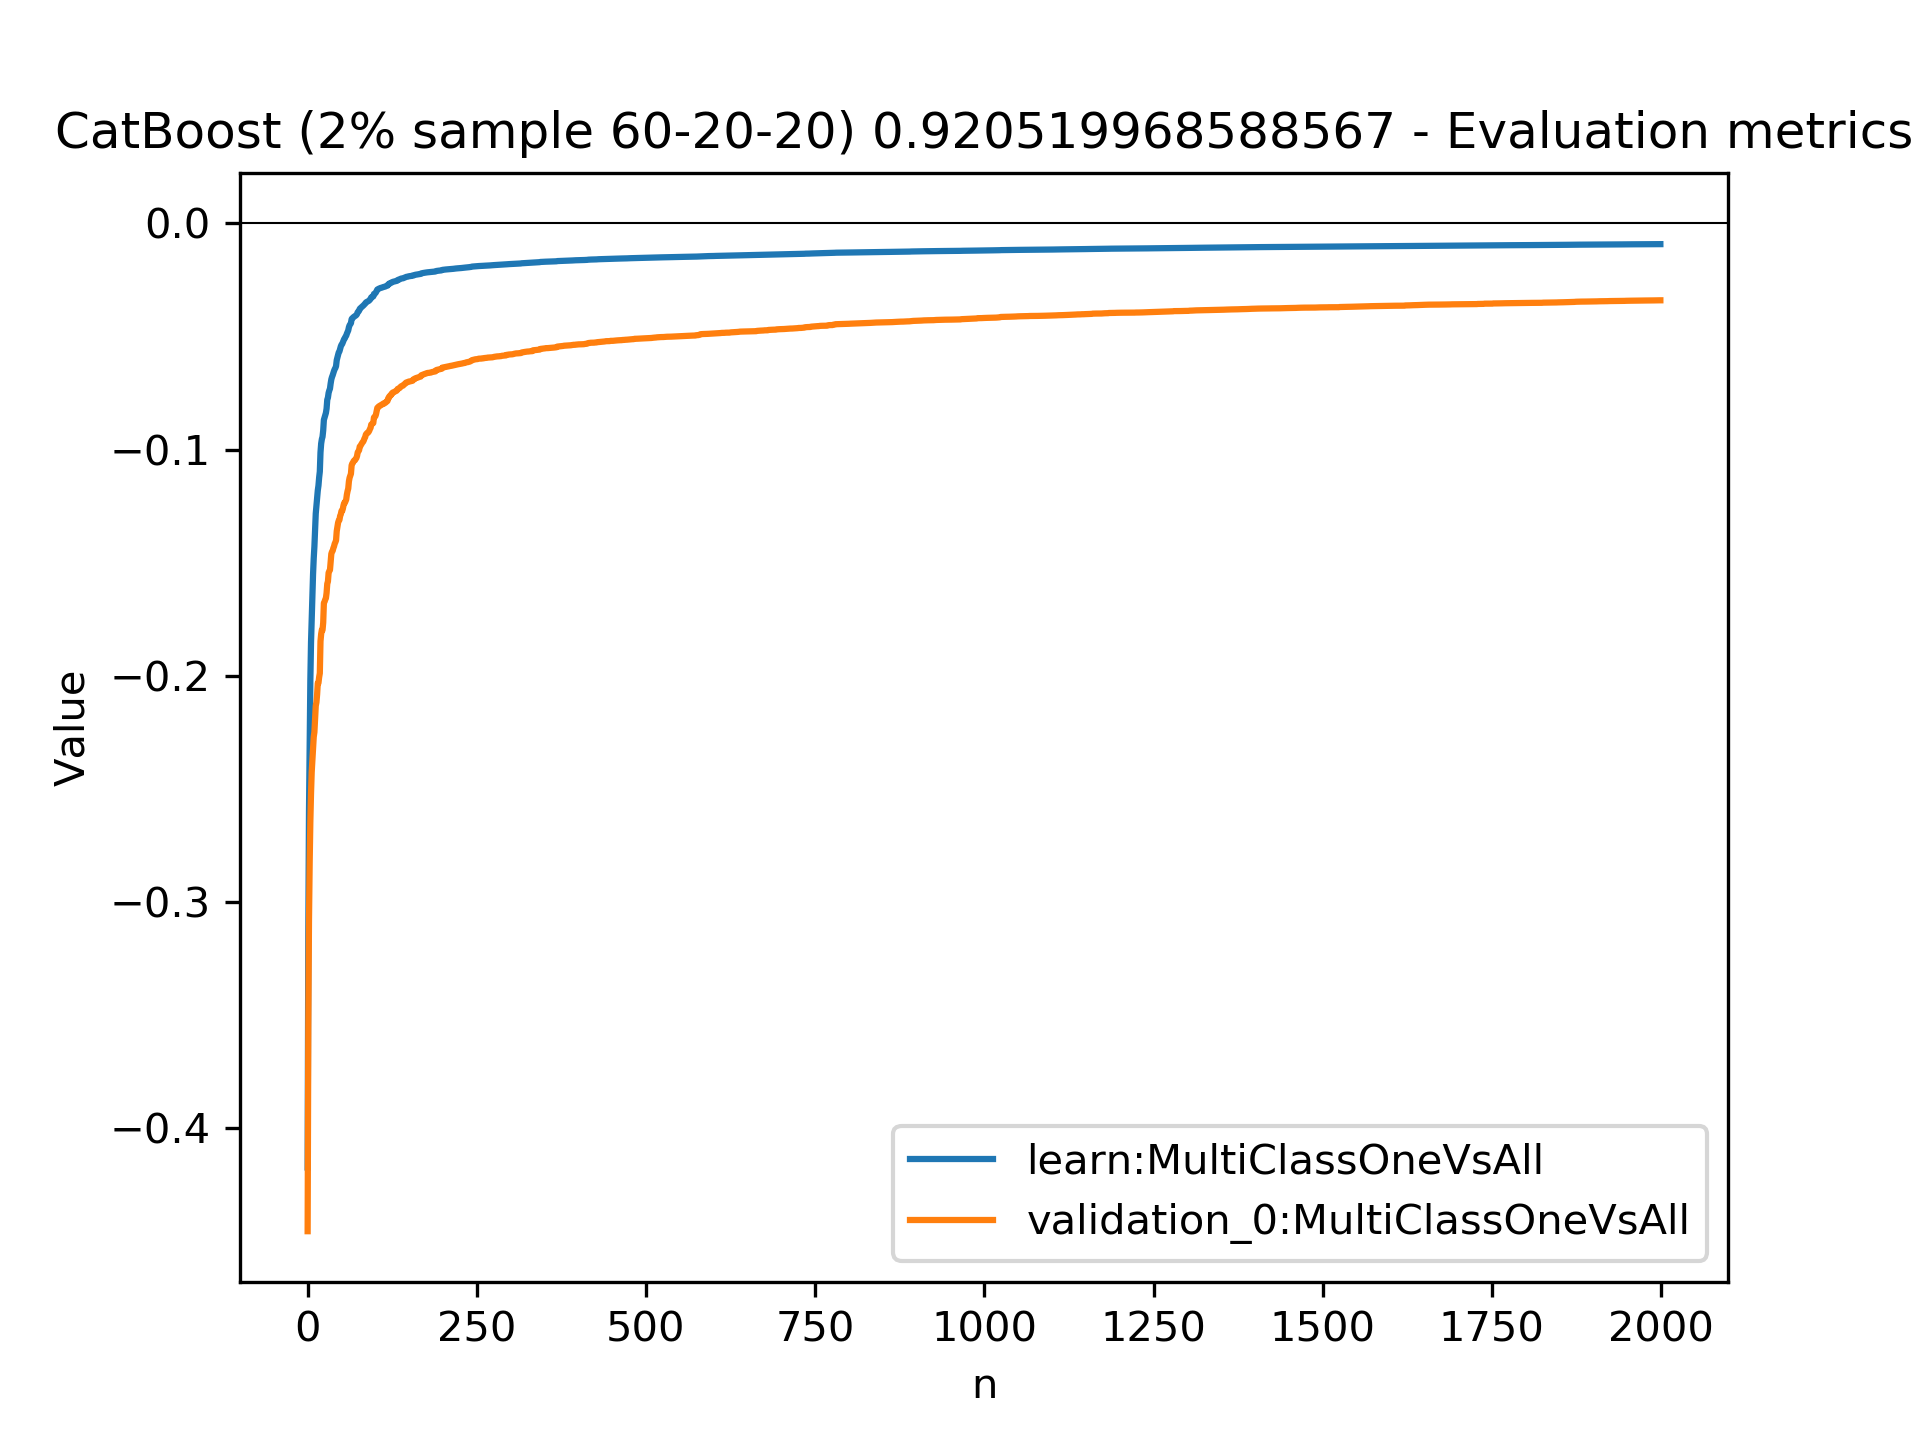 CatBoost (2% sample 60-20-20) 0.920519968588567 - Evaluation metrics
0.0
−0.1
−0.2
−0.3
−0.4
Value
learn:MultiClassOneVsAll
validation_0:MultiClassOneVsAll
0 250 500 750 1000 1250 1500 1750 2000
n